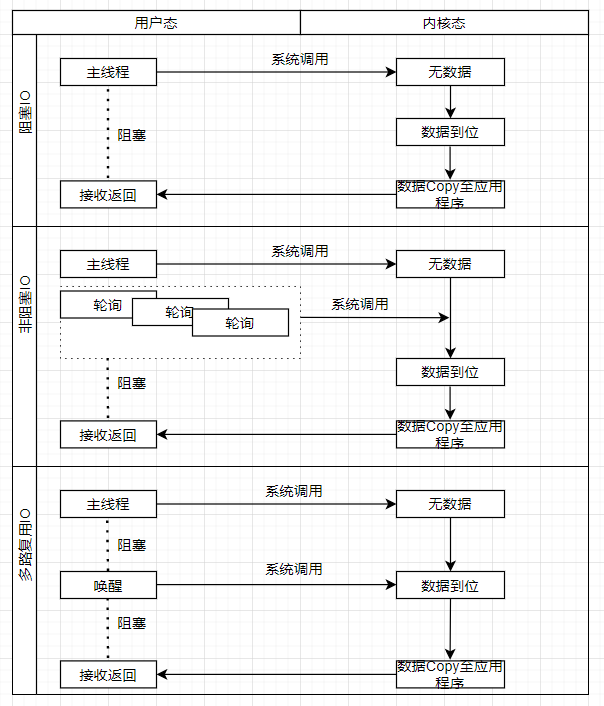 用户态
内核态
阻塞IO
主线程
系统调用
无数据
阻塞
数据到位
接收返回
数据Copy至应用
程序
非阻塞IO
主线程
系统调用
无数据
轮询
轮询
轮询
系统调用
阻塞
数据到位
接收返回
数据Copy至应用
程序
多路复用IO
主线程
系统调用
无数据
阻塞
唤醒
系统调用
数据到位
阻塞
接收返回
数据Copy至应用
程序